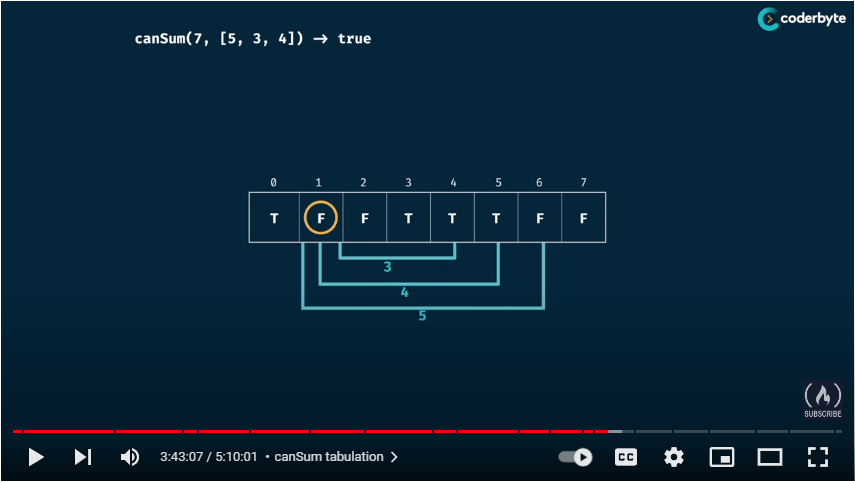 coderbyte
canSum(7, [5, 3, 4]) → true
0 1 2 3 4 5 6 7
T F F T T T F F
3
4
5
SUBSCRIBE
3:43:07 / 5:10:01 • canSum tabulation >
CC